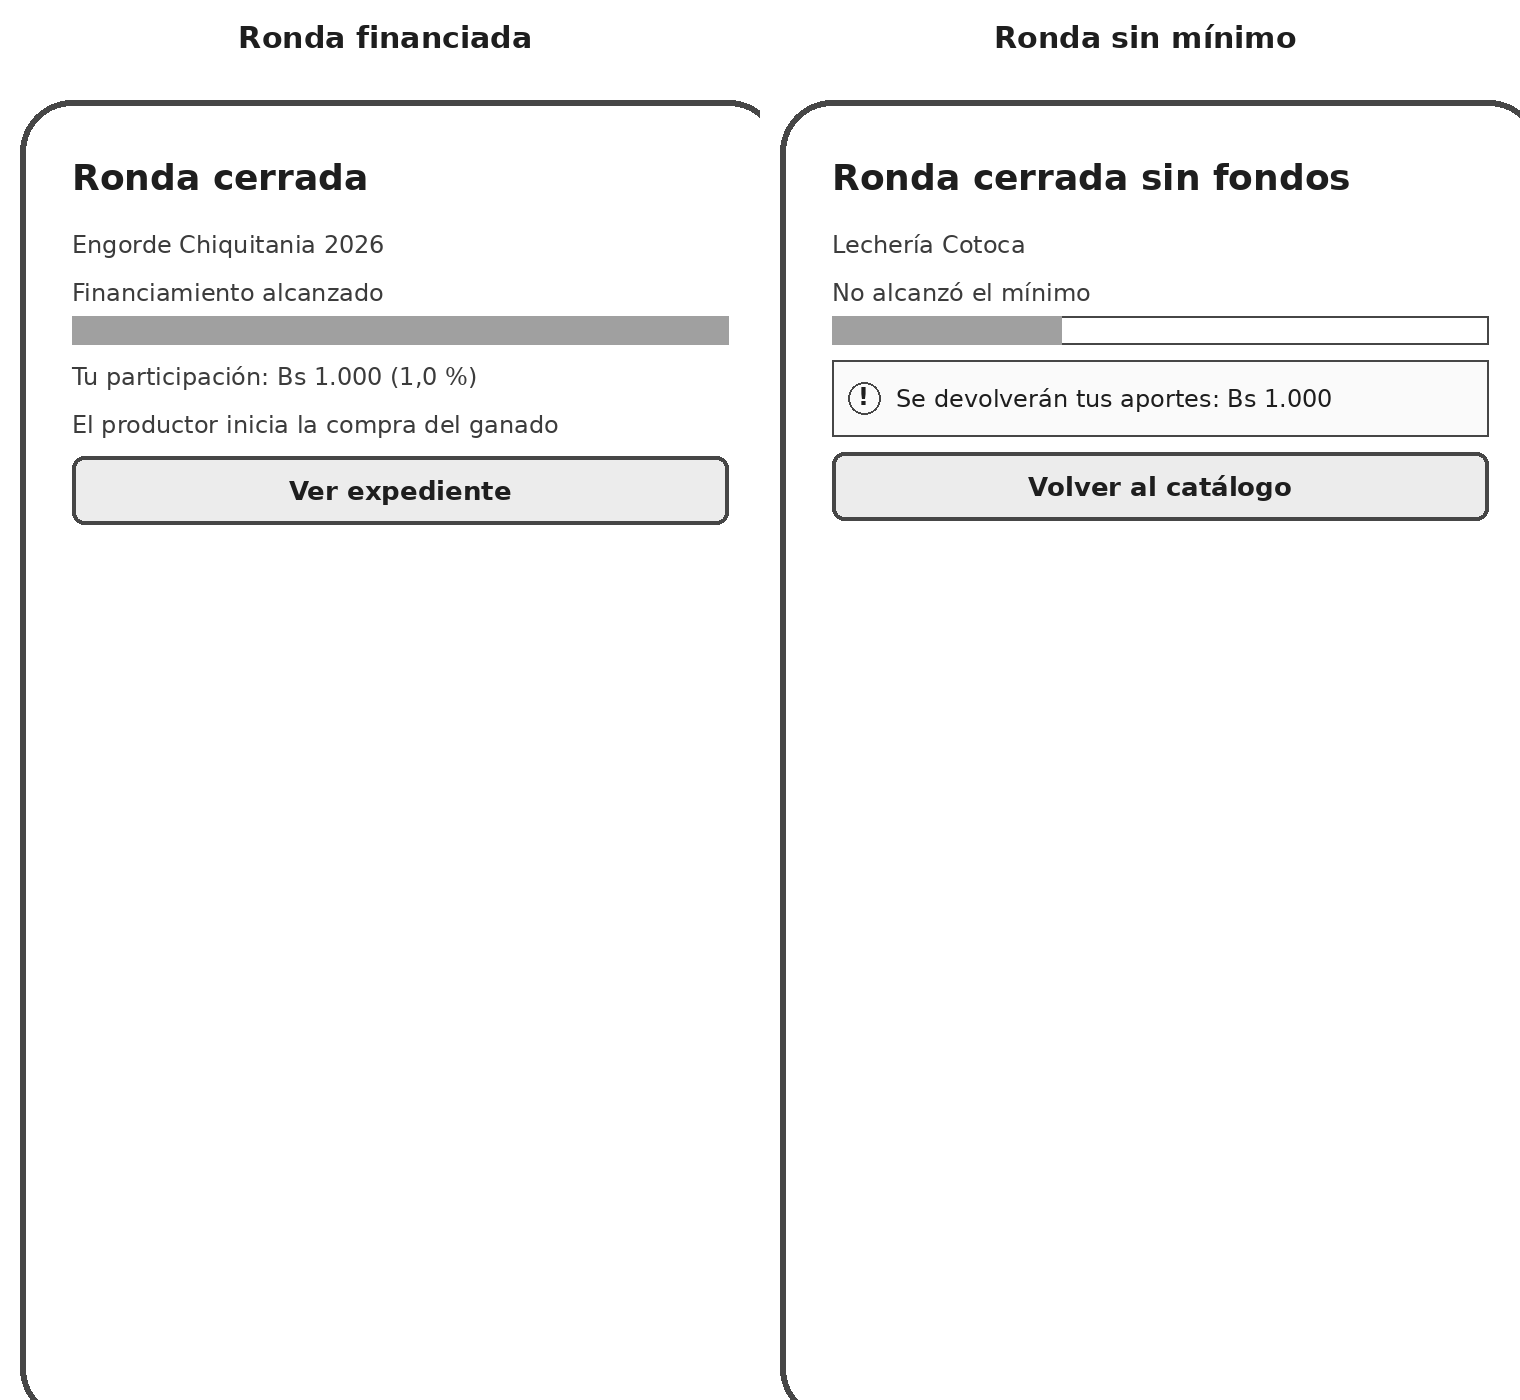 Ronda financiada
Ronda cerrada
Engorde Chiquitania 2026
Financiamiento alcanzado
Tu participación: Bs 1.000 (1,0 %)
El productor inicia la compra del ganado
Ver expediente
Ronda sin mínimo
Ronda cerrada sin fondos
Lechería Cotoca
No alcanzó el mínimo
! Se devolverán tus aportes: Bs 1.000
Volver al catálogo